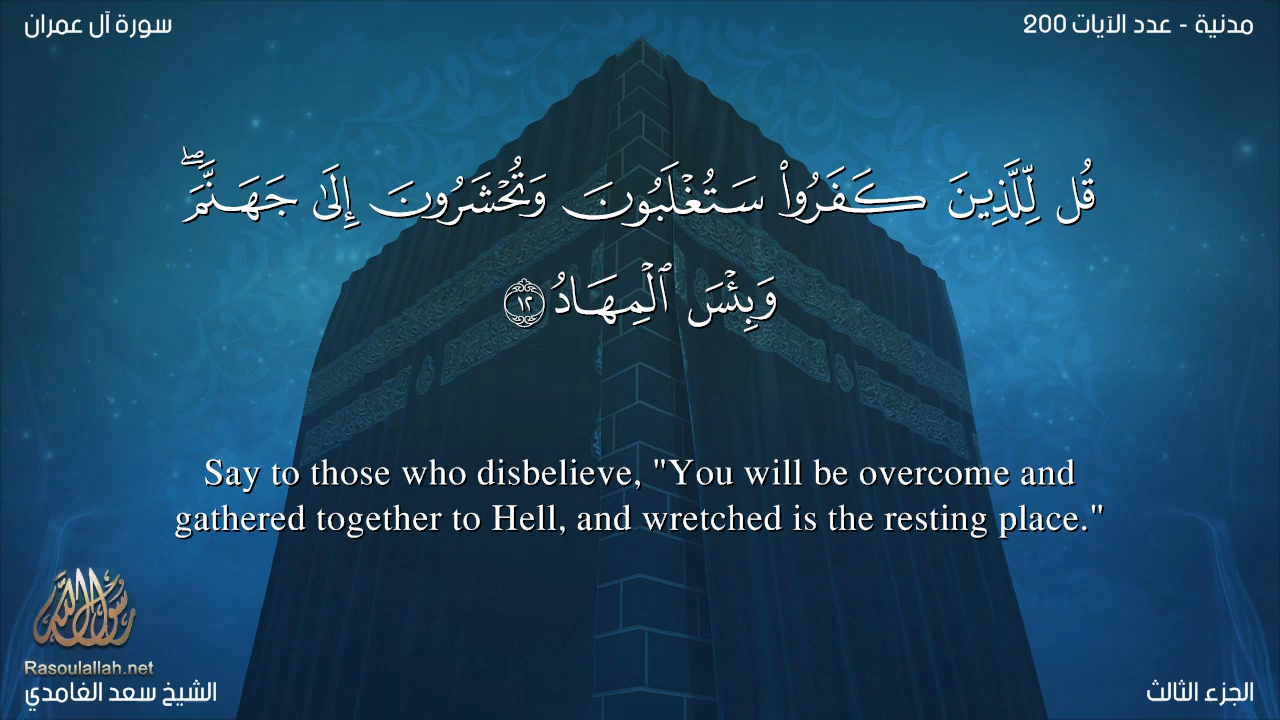 سورة آل عمران
مدنية - عدد الآيات 200
قُل لِّلَّذِينَ كَفَرُوا۟ سَتُغْلَبُونَ وَتُحْشَرُونَ إِلَىٰ جَهَنَّمَ ۖ
وَبِئْسَ ٱلْمِهَادُ ١٢
Say to those who disbelieve, "You will be overcome and
gathered together to Hell, and wretched is the resting place."
رسول الله
Rasoulallah.net
الشيخ سعد الغامدي
الجزء الثالث